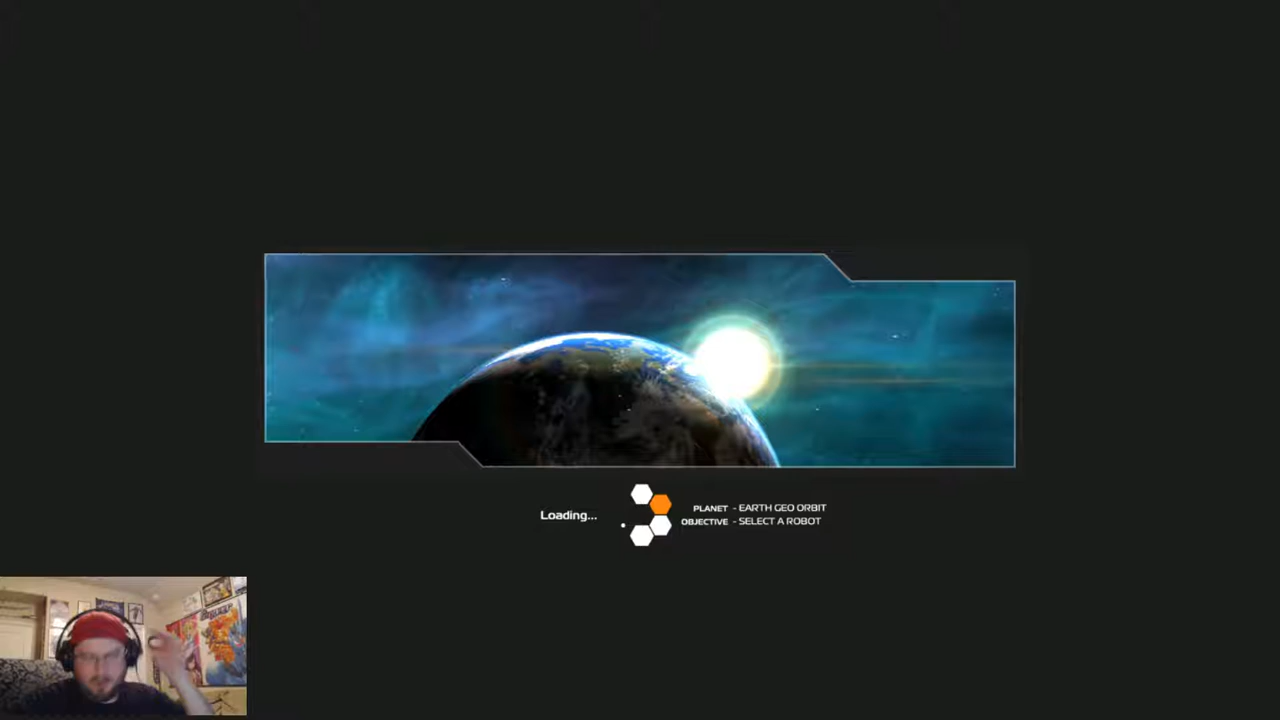 Loading...
PLANET - EARTH GEO ORBIT
OBJECTIVE - SELECT A ROBOT